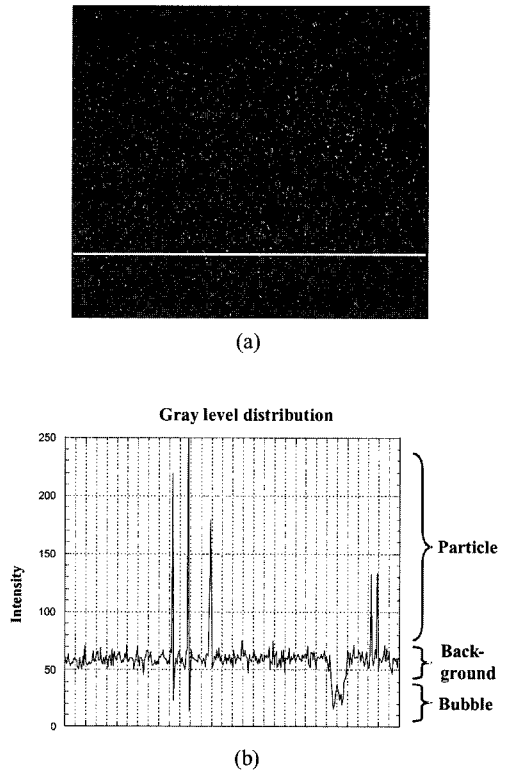 (a)
Gray level distribution
250
200
150
100
50
0
Intensity
Particle
Back-
ground
Bubble
(b)